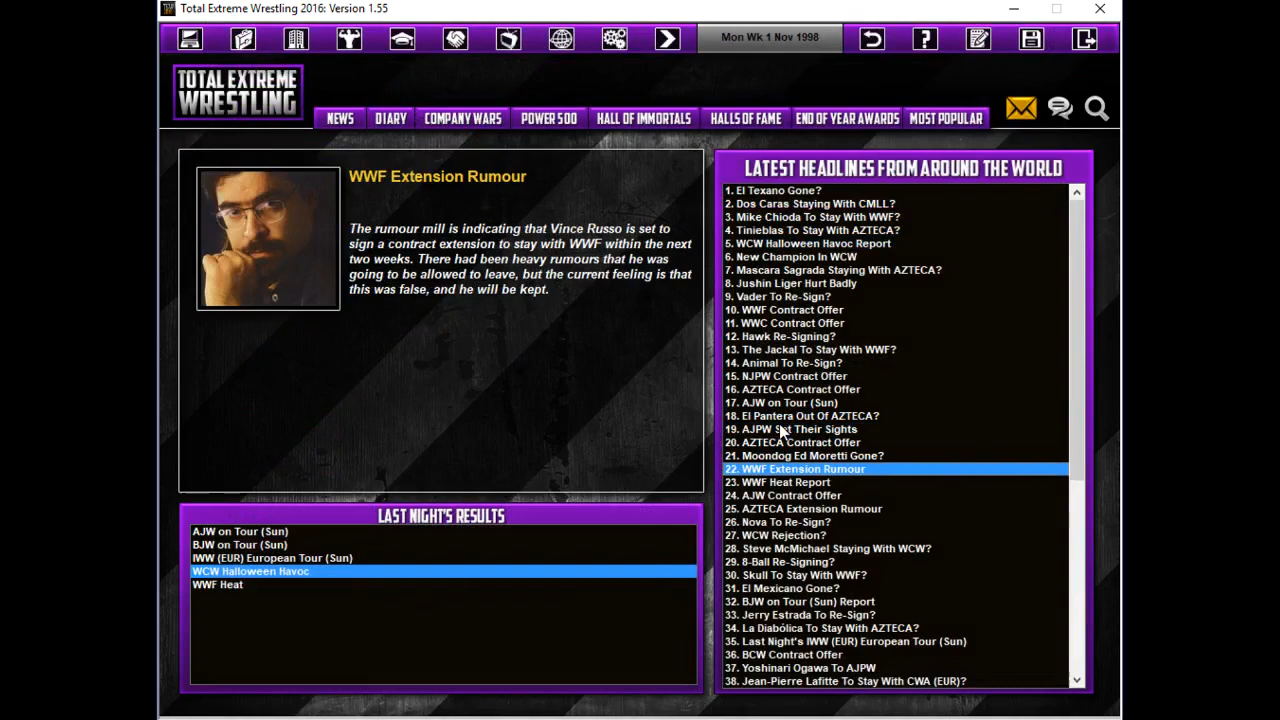 Total Extreme Wrestling 2016: Version 1.55
Mon Wk 1 Nov 1998
TOTAL EXTREME
WRESTLING
NEWS
DIARY
COMPANY WARS
POWER 500
HALL OF IMMORTALS
HALLS OF FAME
END OF YEAR AWARDS
MOST POPULAR
WWF Extension Rumour
The rumour mill is indicating that Vince Russo is set to
sign a contract extension to stay with WWF within the next
two weeks. There had been heavy rumours that he was
going to be allowed to leave, but the current feeling is that
this was false, and he will be kept.
LAST NIGHT'S RESULTS
AJW on Tour (Sun)
BJW on Tour (Sun)
IWW (EUR) European Tour (Sun)
WCW Halloween Havoc
WWF Heat
LATEST HEADLINES FROM AROUND THE WORLD
1. El Texano Gone?
2. Dos Caras Staying With CMLL?
3. Mike Chioda To Stay With WWF?
4. Tinieblas To Stay With AZTECA?
5. WCW Halloween Havoc Report
6. New Champion In WCW
7. Mascara Sagrada Staying With AZTECA?
8. Jushin Liger Hurt Badly
9. Vader To Re-Sign?
10. WWF Contract Offer
11. WWC Contract Offer
12. Hawk Re-Signing?
13. The Jackal To Stay With WWF?
14. Animal To Re-Sign?
15. NJPW Contract Offer
16. AZTECA Contract Offer
17. AJW on Tour (Sun)
18. El Pantera Out Of AZTECA?
19. AJPW Set Their Sights
20. AZTECA Contract Offer
21. Moondog Ed Moretti Gone?
22. WWF Extension Rumour
23. WWF Heat Report
24. AJW Contract Offer
25. AZTECA Extension Rumour
26. Nova To Re-Sign?
27. WCW Rejection?
28. Steve McMichael Staying With WCW?
29. 8-Ball Re-Signing?
30. Skull To Stay With WWF?
31. El Mexicano Gone?
32. BJW on Tour (Sun) Report
33. Jerry Estrada To Re-Sign?
34. La Diabólica To Stay With AZTECA?
35. Last Night's IWW (EUR) European Tour (Sun)
36. BCW Contract Offer
37. Yoshinari Ogawa To AJPW
38. Jean-Pierre Lafitte To Stay With CWA (EUR)?